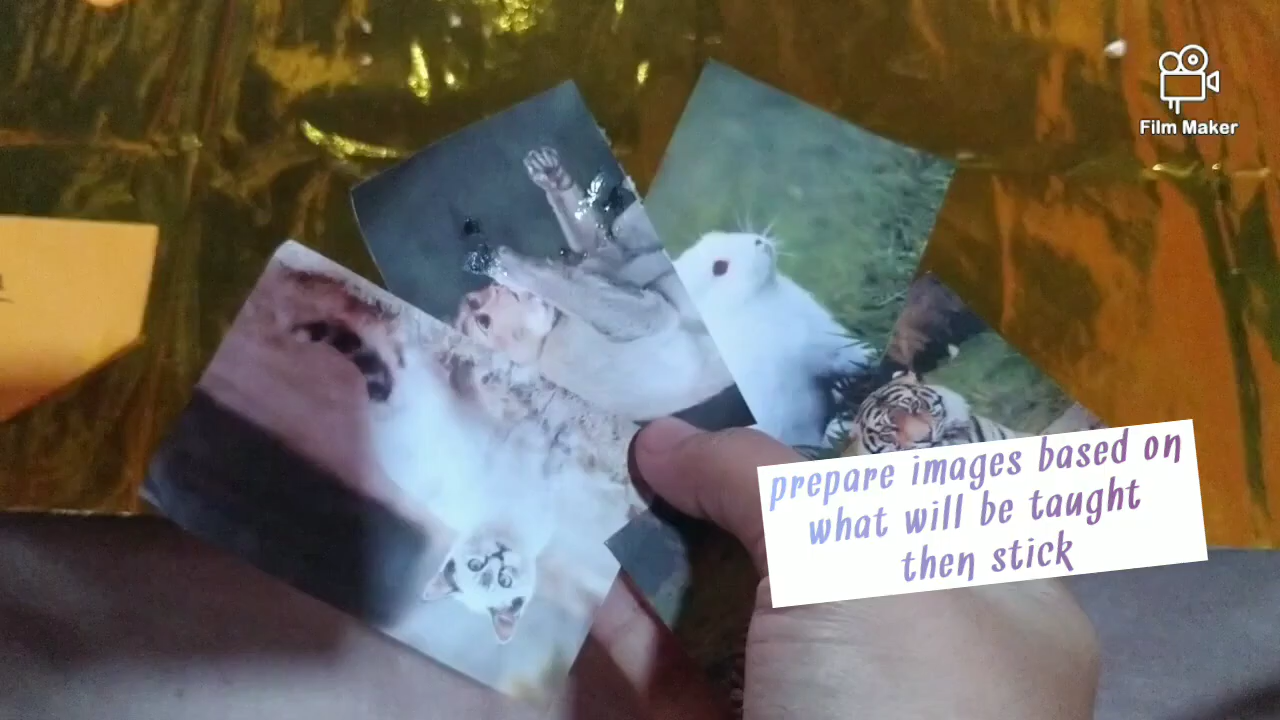 Film Maker
prepare images based on
what will be taught
then stick